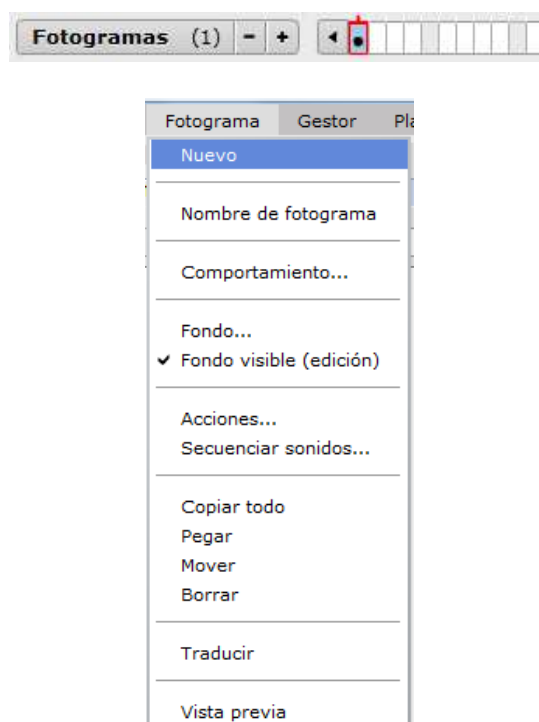 Fotogramas (1) - +
Fotograma Gestor
Nuevo
Nombre de fotograma
Comportamiento...
Fondo...
Fondo visible (edición)
Acciones...
Secuenciar sonidos...
Copiar todo
Pegar
Mover
Borrar
Traducir
Vista previa